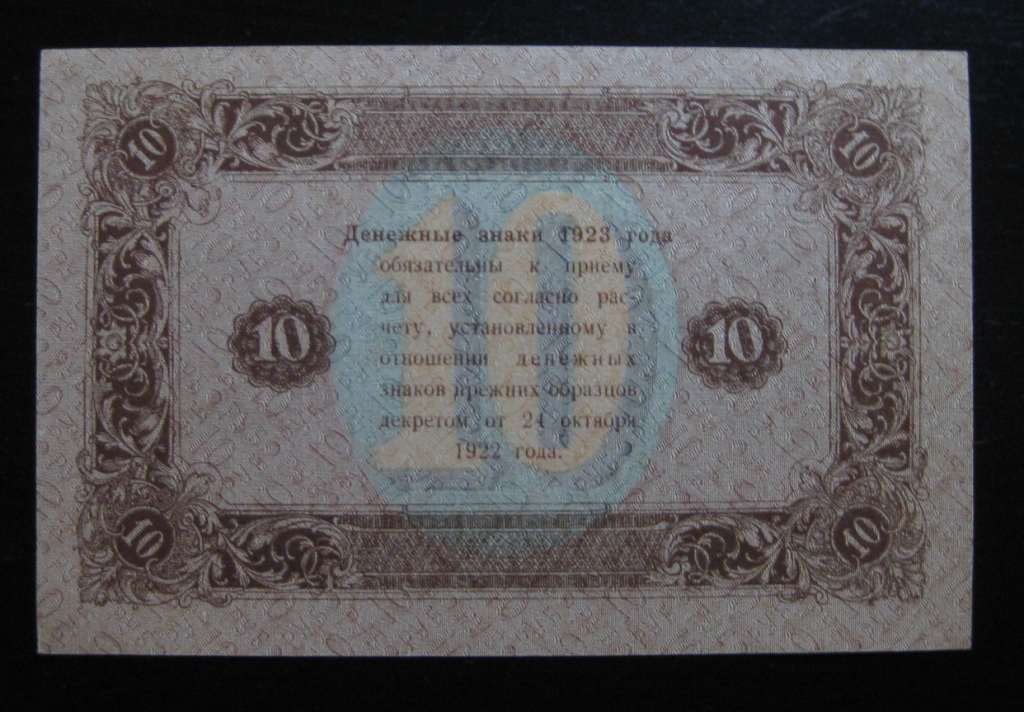 10 10
10
Денежные знаки 1923 года
обязательны к приему
для всех согласно рас-
чету, установленному в
10 10
отношении денежных
знаков прежних образцов
декретом от 24 октября
1922 года.
10 10